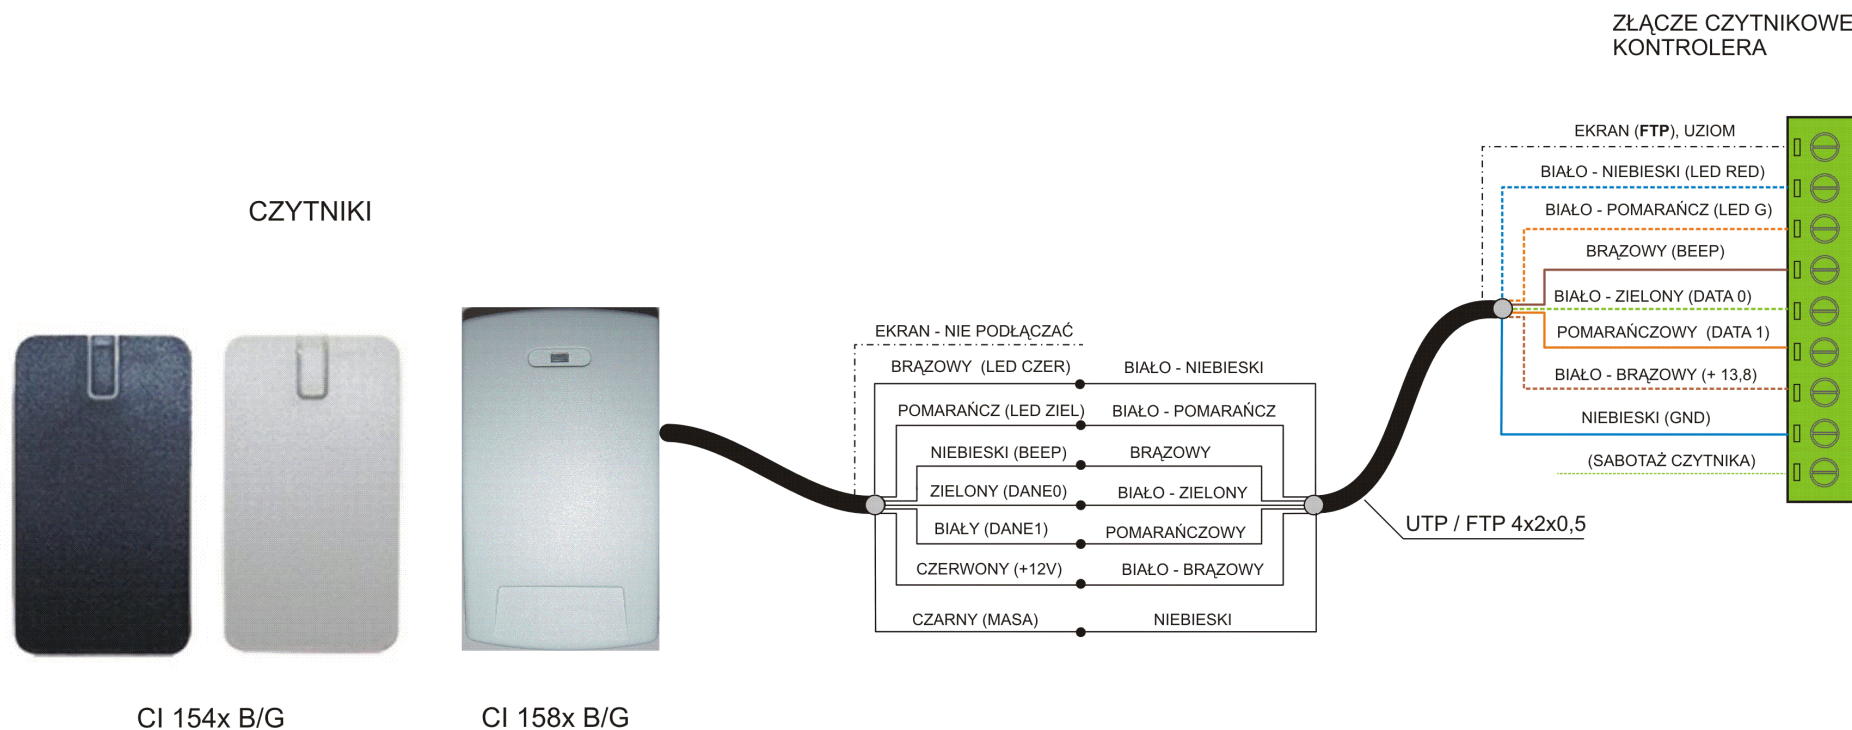 ZŁĄCZE CZYTNIKOWE
KONTROLERA
EKRAN (FTP), UZIOM
BIAŁO - NIEBIESKI (LED RED)
BIAŁO - POMARAŃCZ (LED G)
BRĄZOWY (BEEP)
BIAŁO - ZIELONY (DATA 0)
POMARAŃCZOWY (DATA 1)
BIAŁO - BRĄZOWY (+ 13,8)
NIEBIESKI (GND)
(SABOTAŻ CZYTNIKA)
UTP / FTP 4x2x0,5
CZYTNIKI
EKRAN - NIE PODŁĄCZAĆ
BRĄZOWY (LED CZER) BIAŁO - NIEBIESKI
POMARAŃCZ (LED ZIEL) BIAŁO - POMARAŃCZ
NIEBIESKI (BEEP) BRĄZOWY
ZIELONY (DANE0) BIAŁO - ZIELONY
BIAŁY (DANE1) POMARAŃCZOWY
CZERWONY (+12V) BIAŁO - BRĄZOWY
CZARNY (MASA) NIEBIESKI
CI 154x B/G CI 158x B/G